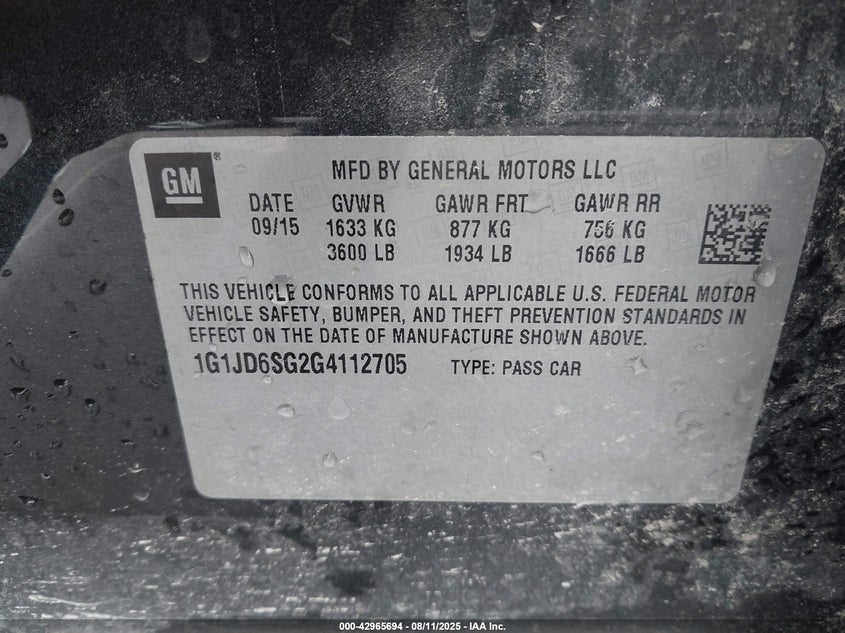 GM®
MFD BY GENERAL MOTORS LLC
DATE GVWR GAWR FRT GAWR RR
09/15 1633 KG 877 KG 756 KG
3600 LB 1934 LB 1666 LB
THIS VEHICLE CONFORMS TO ALL APPLICABLE U.S. FEDERAL MOTOR
VEHICLE SAFETY, BUMPER, AND THEFT PREVENTION STANDARDS IN
EFFECT ON THE DATE OF MANUFACTURE SHOWN ABOVE.
1G1JD6SG2G4112705 TYPE: PASS CAR
000-42965694 - 08/11/2025 - IAA Inc.